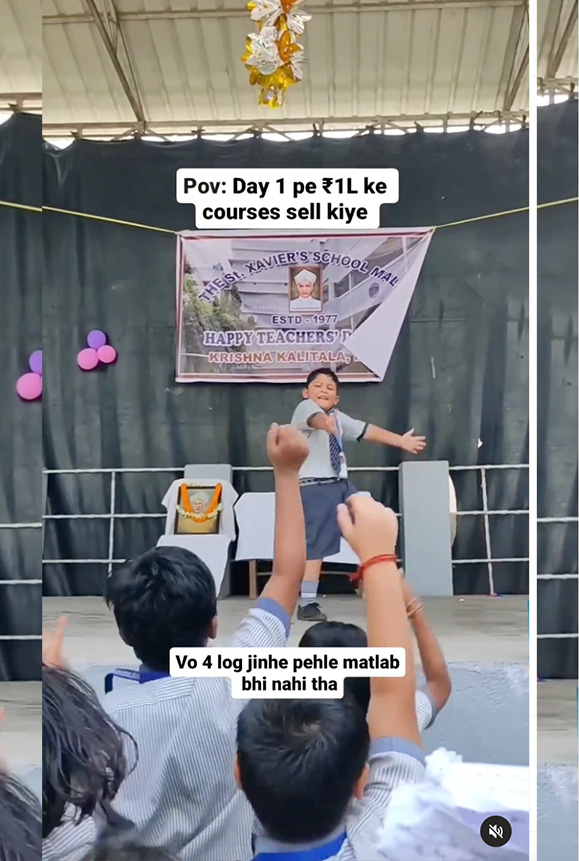 Pov: Day 1 pe ₹1L ke
courses sell kiye
THE St. XAVIER'S SCHOOL MAL
ESTD - 1977
HAPPY TEACHERS'
KRISHNA KALITALA,
Vo 4 log jinhe pehle matlab
bhi nahi tha